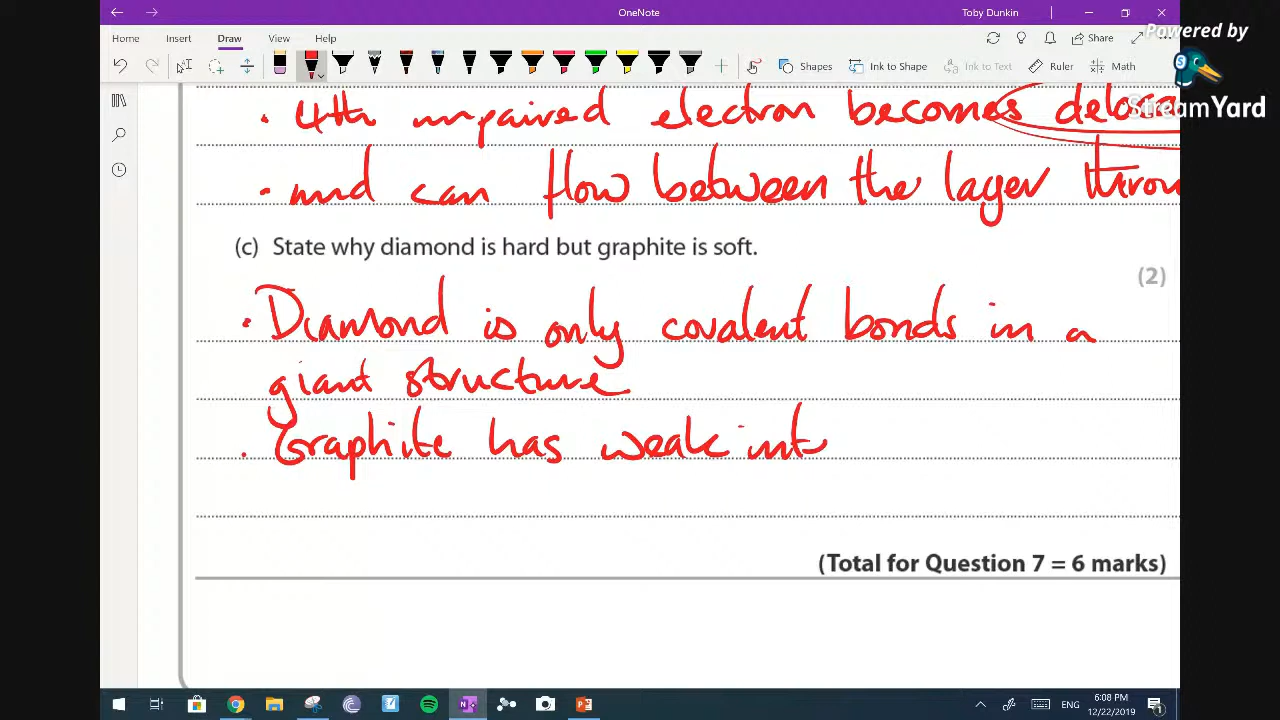 OneNote
Toby Dunkin
Powered by
StreamYard
Home Insert Draw View Help
Share
Shapes Ink to Shape Ink to Text Ruler Math
• 4th unpaired electron becomes
• and can flow between the layer
(c) State why diamond is hard but graphite is soft.
(2)
• Diamond is only covalent bonds in a
giant structure
• Graphite has weak int
(Total for Question 7 = 6 marks)
ENG
6:08 PM
12/22/2019